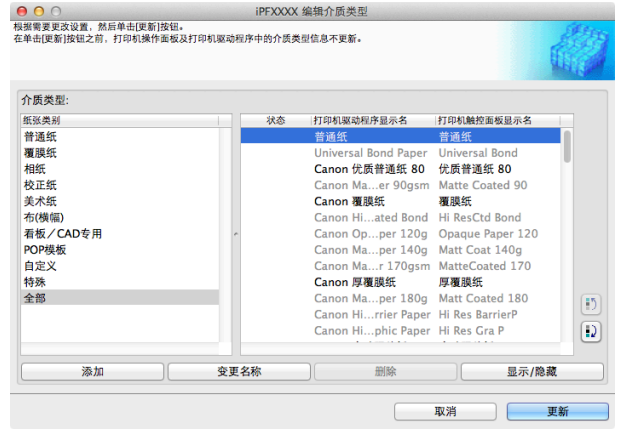 iPFXXXX 编辑介质类型
根据需要更改设置，然后单击[更新]按钮。
在单击[更新]按钮之前，打印机操作面板及打印机驱动程序中的介质类型信息不更新。
介质类型:
纸张类别
普通纸
覆膜纸
相纸
校正纸
美术纸
布(横幅)
看板／CAD专用
POP模板
自定义
特殊
全部
状态 打印机驱动程序显示名 打印机触控面板显示名
普通纸 普通纸
Universal Bond Paper Universal Bond
Canon 优质普通纸 80 优质普通纸 80
Canon Ma...er 90gsm Matte Coated 90
Canon 覆膜纸 覆膜纸
Canon Hi...ated Bond Hi ResCtd Bond
Canon Op...per 120g Opaque Paper 120
Canon Ma...per 140g Matt Coat 140g
Canon Ma...r 170gsm MatteCoated 170
Canon 厚覆膜纸 厚覆膜纸
Canon Ma...per 180g Matt Coated 180
Canon Hi...rrier Paper Hi Res BarrierP
Canon Hi...phic Paper Hi Res Gra P
添加 变更名称 删除 显示/隐藏
取消 更新